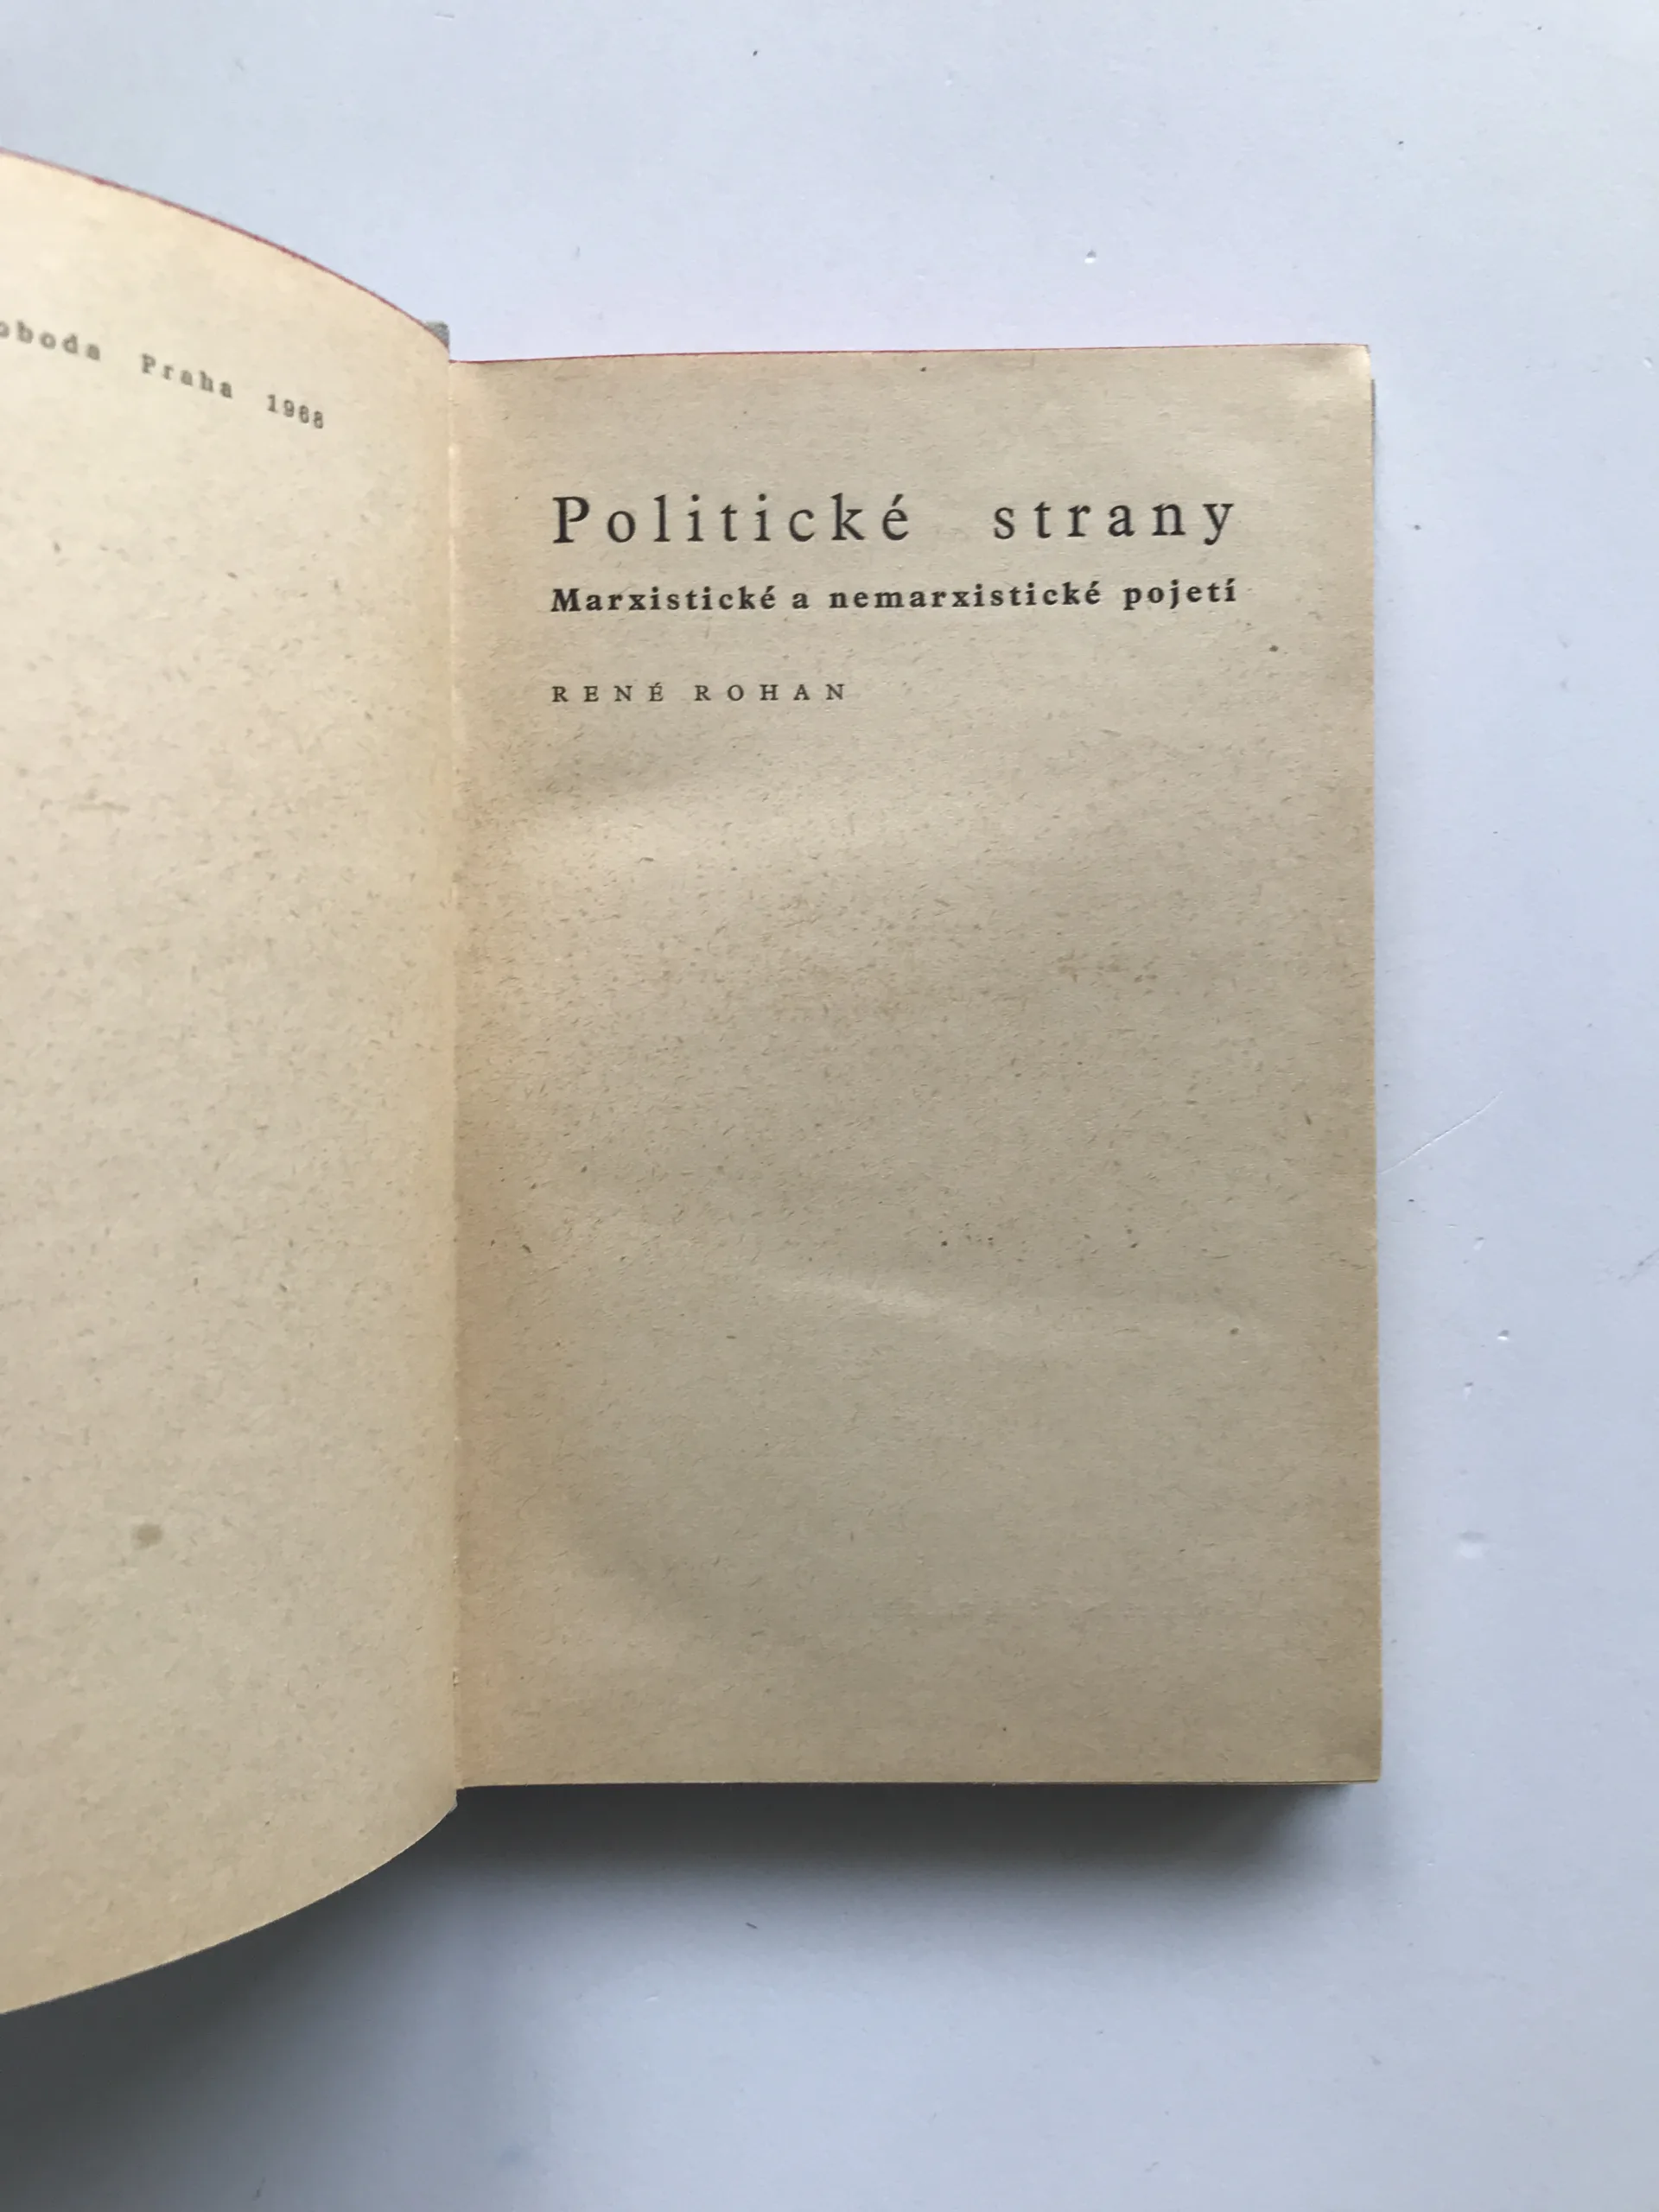 oboda Praha 1968
Politické strany
Marxistické a nemarxistické pojetí
RENÉ ROHAN